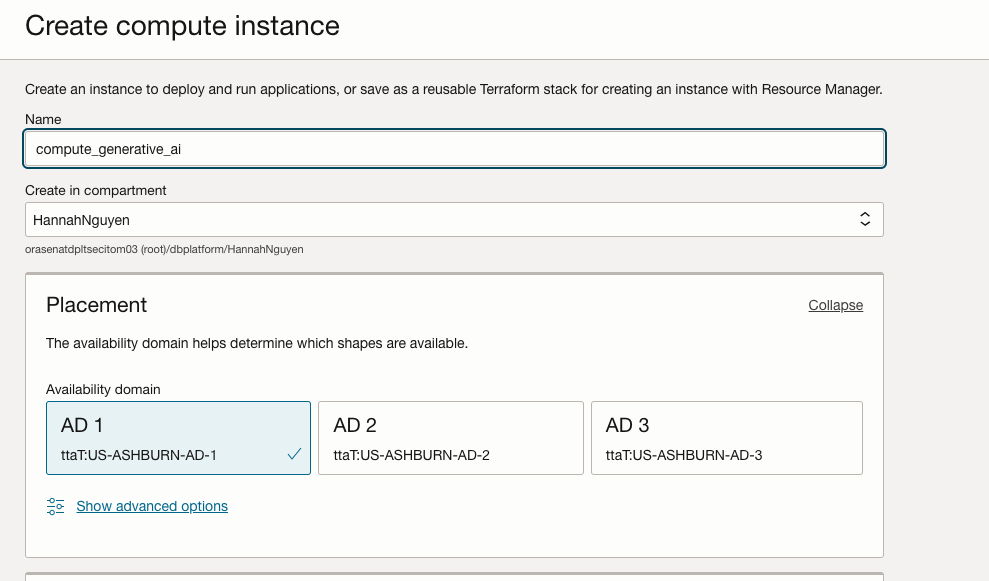 Create compute instance
Create an instance to deploy and run applications, or save as a reusable Terraform stack for creating an instance with Resource Manager.
Name
compute_generative_ai
Create in compartment
HannahNguyen
orasenatdpltsecitom03 (root)/dbplatform/HannahNguyen
Placement
Collapse
The availability domain helps determine which shapes are available.
Availability domain
AD 1
AD 2
AD 3
ttaT:US-ASHBURN-AD-1
ttaT:US-ASHBURN-AD-2
ttaT:US-ASHBURN-AD-3
Show advanced options